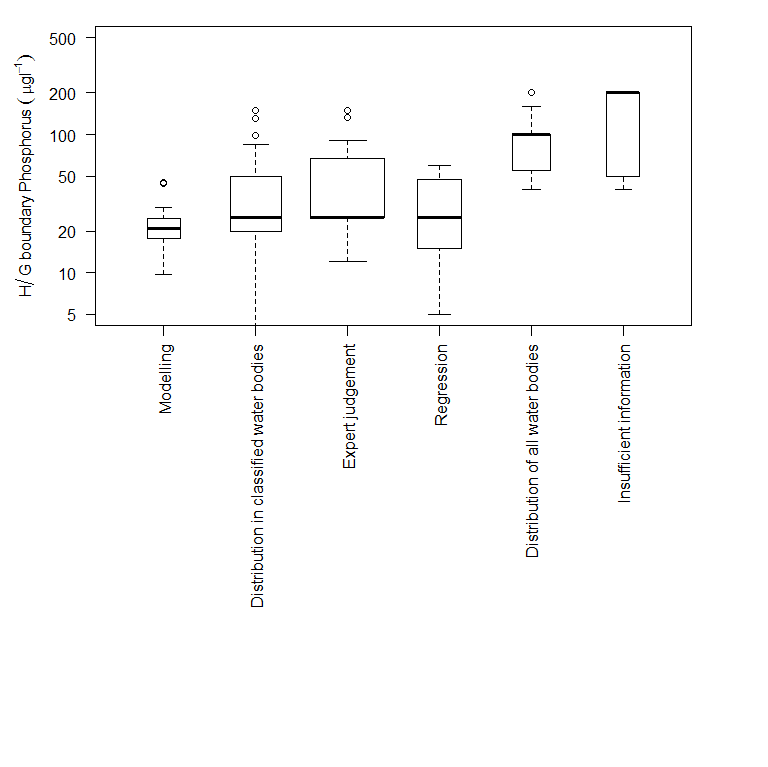 H/G boundary Phosphorus ( μgl⁻¹)
500
200
100
50
20
10
5
Modelling
Distribution in classified water bodies
Expert judgement
Regression
Distribution of all water bodies
Insufficient information